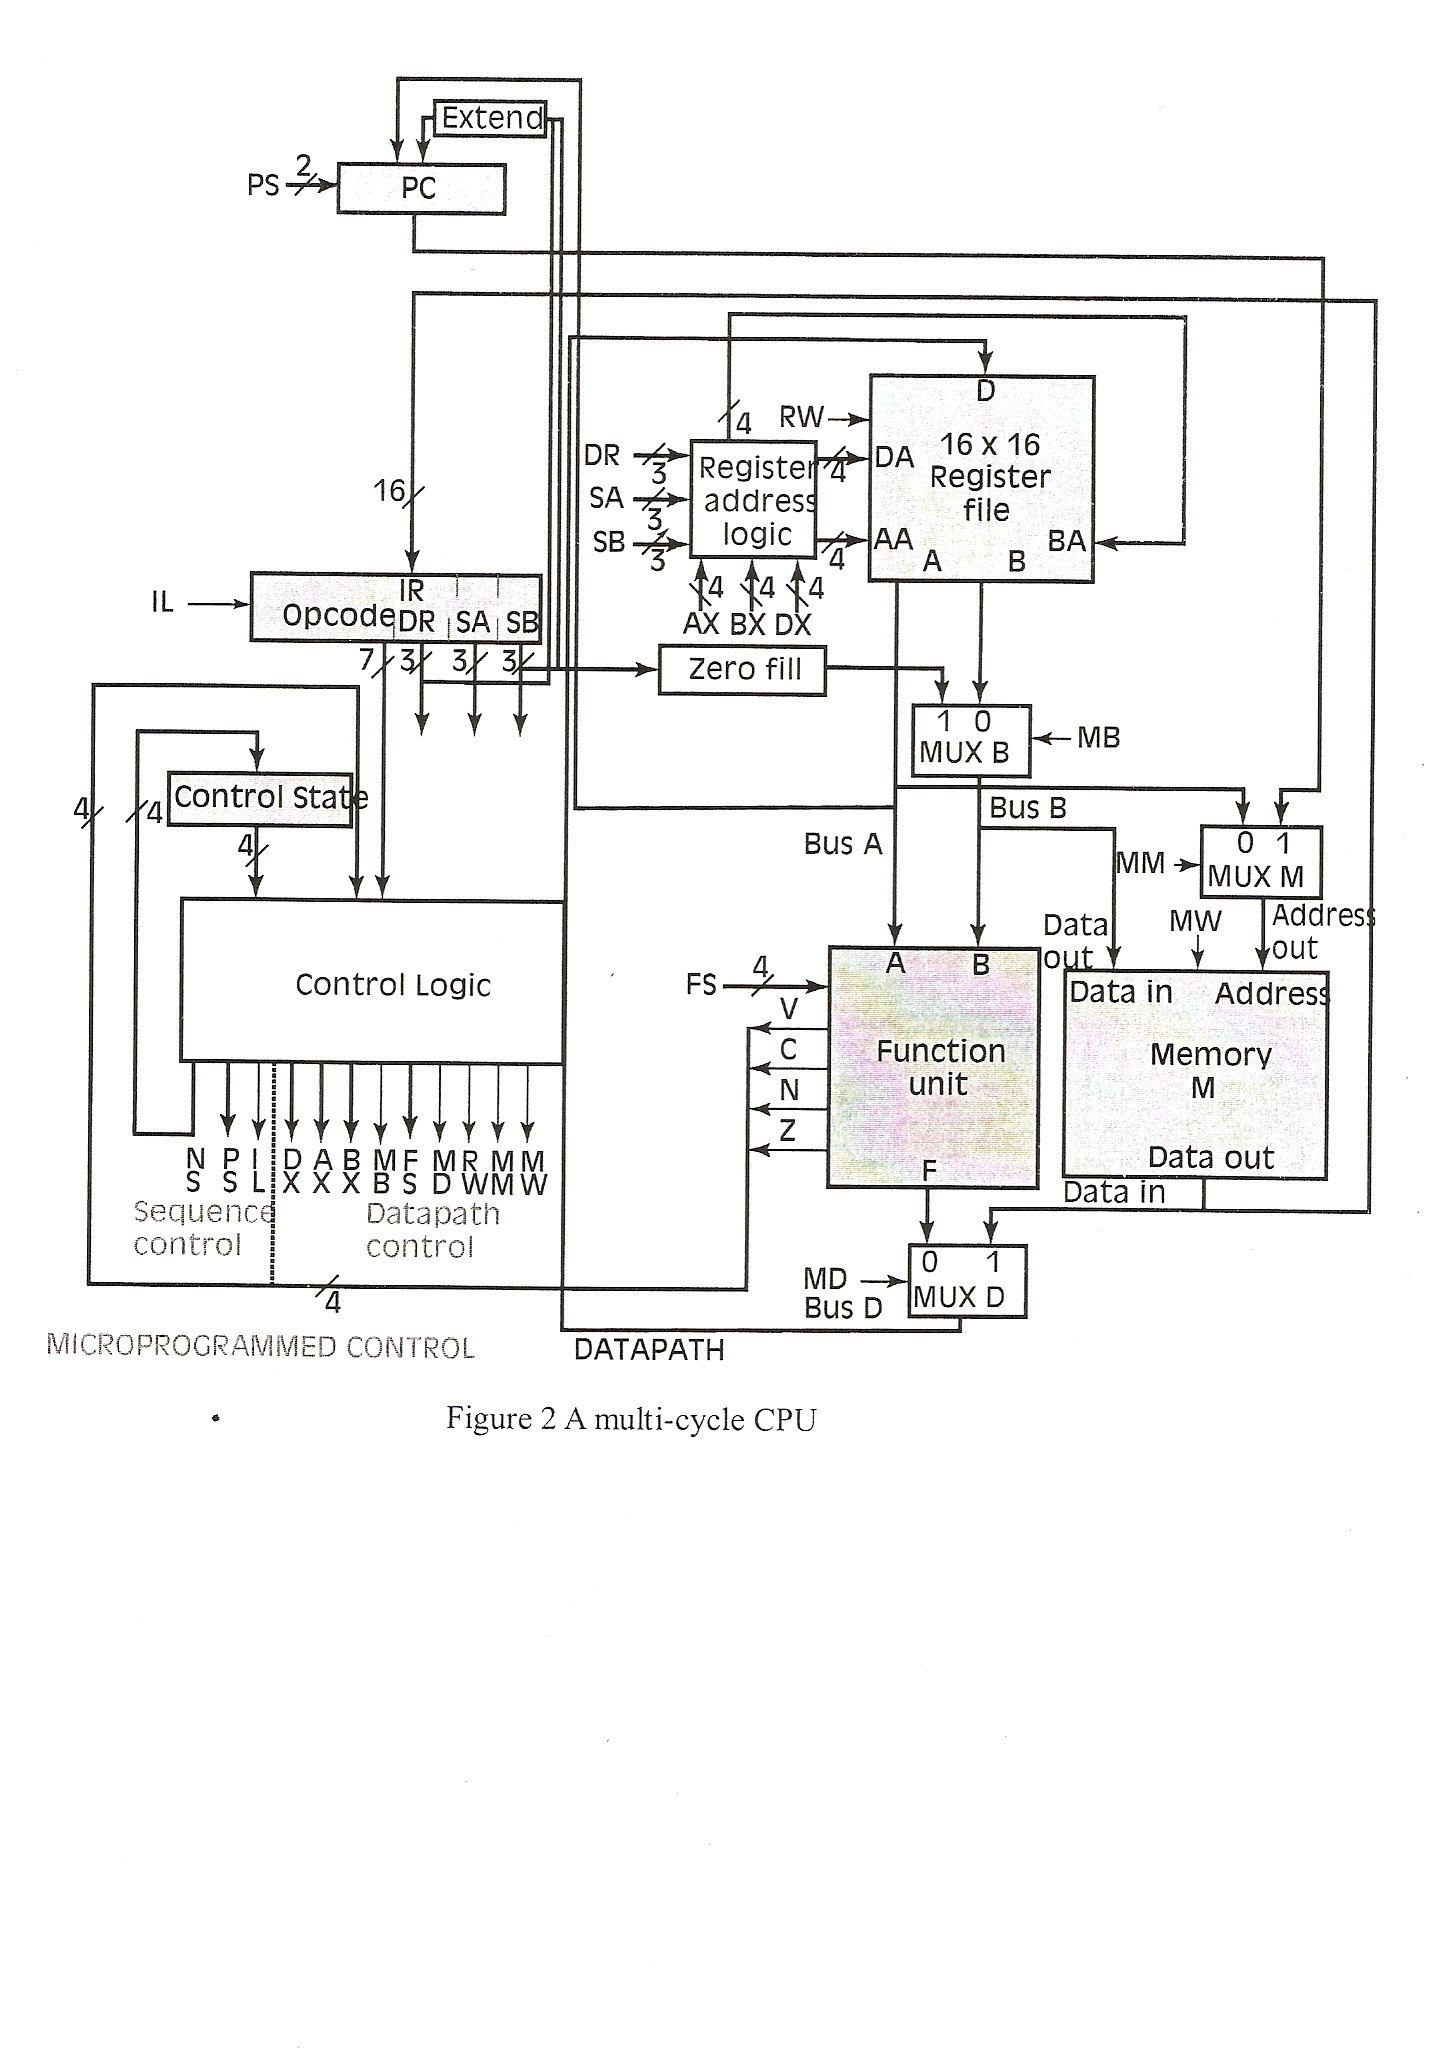 Extend
PS 2
PC
D
4
RW
16 x 16
Register
file
DR 3
SA 3
SB 3
Register
address
logic
4 DA
4 AA
BA
A B
16
IL
IR
Opcode DR SA SB
4 4 4
AX BX DX
7 3 3 3
Zero fill
1 0
MUX B
MB
4
4
Control State
4
Bus B
Bus A
0 1
MUX M
MM
Data
out
MW
Address
out
Control Logic
FS 4
A B
Function
unit
F
V
C
N
Z
Data in Address
Memory
M
Data out
Data in
N P I D A B M F M R M M
S S L X X X B S D W M W
Sequence
control
Datapath
control
4
0 1
MUX D
MD
Bus D
MICROPROGRAMMED CONTROL
DATAPATH
Figure 2 A multi-cycle CPU